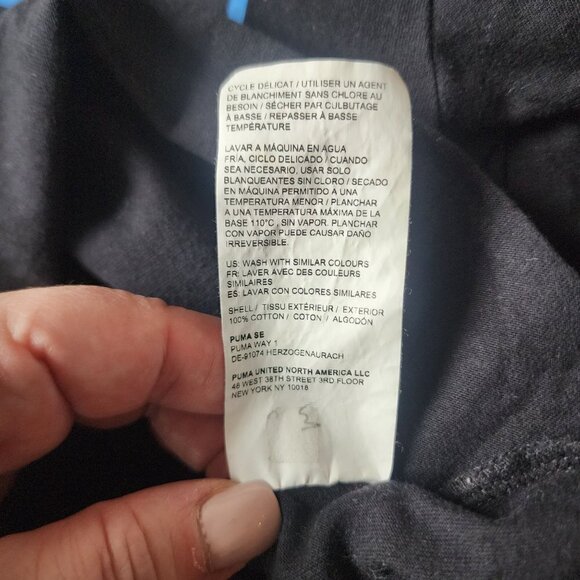 CYCLE DÉLICAT / UTILISER UN AGENT
DE BLANCHIMENT SANS CHLORE AU
BESOIN / SÉCHER PAR CULBUTAGE
À BASSE / REPASSER À BASSE
TEMPÉRATURE
LAVAR A MÁQUINA EN AGUA
FRÍA, CICLO DELICADO / CUANDO
SEA NECESARIO, USAR SOLO
BLANQUEANTES SIN CLORO / SECADO
EN MÁQUINA PERMITIDO A UNA
TEMPERATURA MENOR / PLANCHAR
A UNA TEMPERATURA MÁXIMA DE LA
BASE 110°C , SIN VAPOR. PLANCHAR
CON VAPOR PUEDE CAUSAR DAÑO
IRREVERSIBLE.
US: WASH WITH SIMILAR COLOURS
FR: LAVER AVEC DES COULEURS
SIMILAIRES
ES: LAVAR CON COLORES SIMILARES
SHELL / TISSU EXTÉRIEUR / EXTERIOR
100% COTTON / COTON / ALGODÓN
PUMA SE
PUMA WAY 1
DE-91074 HERZOGENAURACH
PUMA UNITED NORTH AMERICA LLC
46 WEST 38TH STREET 3RD FLOOR
NEW YORK NY 10018